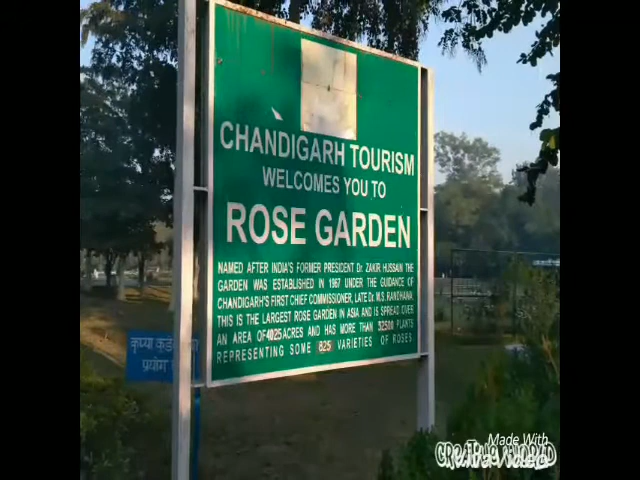 CHANDIGARH TOURISM
WELCOMES YOU TO
ROSE GARDEN
NAMED AFTER INDIA'S FORMER PRESIDENT Dr. ZAKIR HUSSAIN THE
GARDEN WAS ESTABLISHED IN 1967 UNDER THE GUIDANCE OF
CHANDIGARH'S FIRST CHIEF COMMISSIONER, LATE Dr. M.S. RANDHAWA.
THIS IS THE LARGEST ROSE GARDEN IN ASIA AND IS SPREAD OVER
AN AREA OF 4025 ACRES AND HAS MORE THAN 32500 PLANTS
REPRESENTING SOME 825 VARIETIES OF ROSES.
कृप्या
प्रयोग
Made With